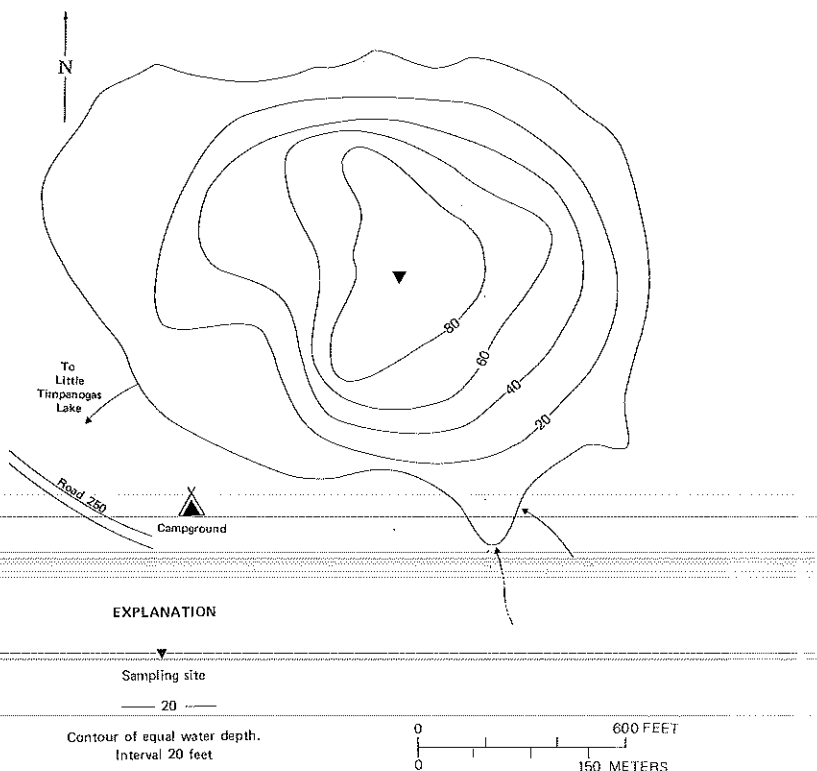 N
80
60
40
20
To
Little
Timpanogas
Lake
Road 250
Campground
EXPLANATION
Sampling site
20
Contour of equal water depth.
Interval 20 feet
0 600 FEET
0 150 METERS